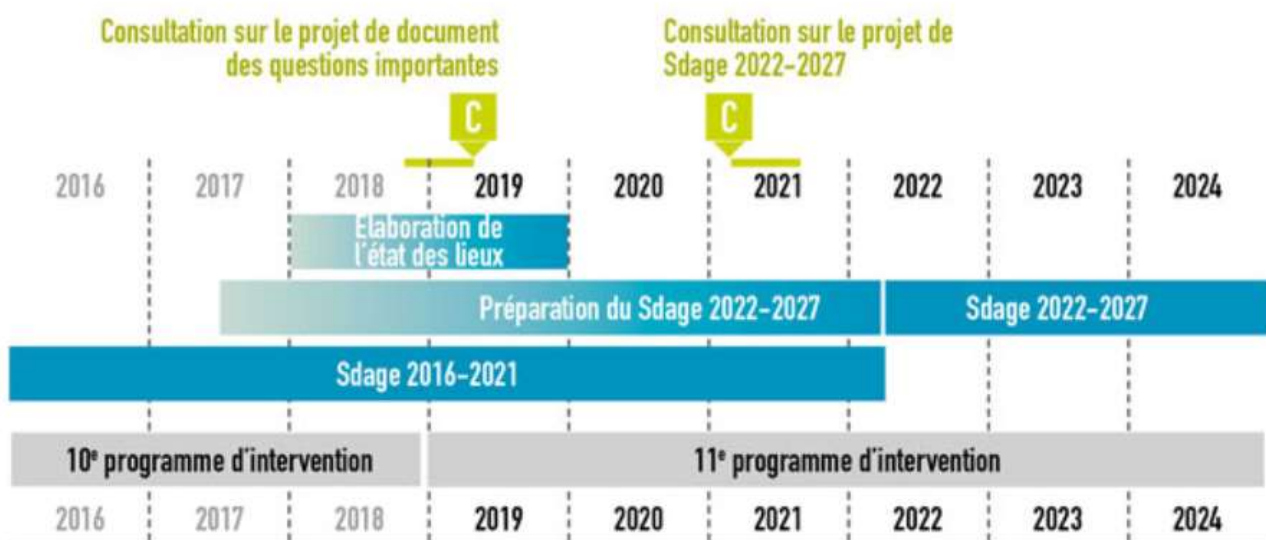 Consultation sur le projet de document
des questions importantes
Consultation sur le projet de
Sdage 2022-2027
C
C
2016 2017 2018 2019 2020 2021 2022 2023 2024
Elaboration de
l'état des lieux
Préparation du Sdage 2022-2027
Sdage 2022-2027
Sdage 2016-2021
10e programme d'intervention
11e programme d'intervention
2016 2017 2018 2019 2020 2021 2022 2023 2024